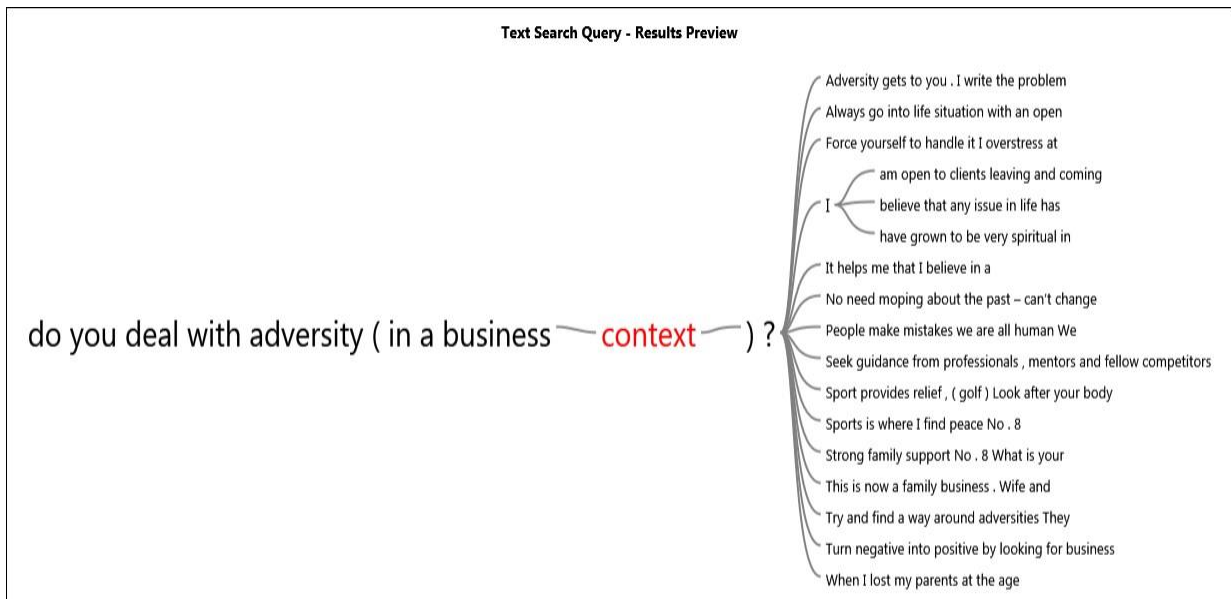 Text Search Query - Results Preview
Adversity gets to you . I write the problem
Always go into life situation with an open
Force yourself to handle it I overstress at
am open to clients leaving and coming
I
believe that any issue in life has
have grown to be very spiritual in
It helps me that I believe in a
No need moping about the past – can't change
do you deal with adversity ( in a business context ) ?
People make mistakes we are all human We
Seek guidance from professionals , mentors and fellow competitors
Sport provides relief , ( golf ) Look after your body
Sports is where I find peace No . 8
Strong family support No . 8 What is your
This is now a family business . Wife and
Try and find a way around adversities They
Turn negative into positive by looking for business
When I lost my parents at the age